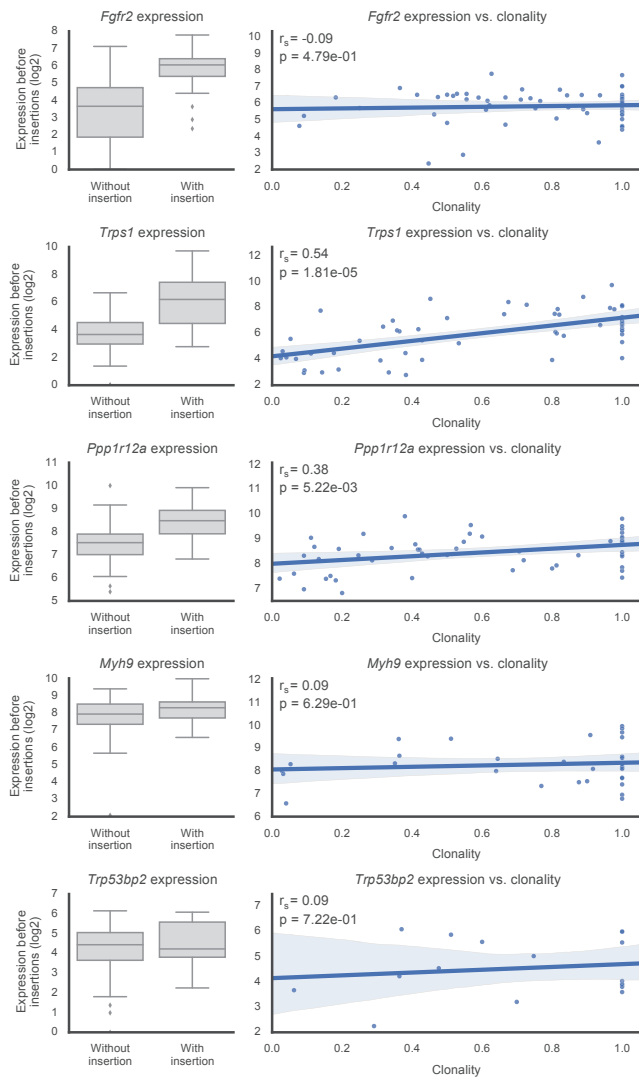 Fgfr2 expression
Fgfr2 expression vs. clonality
Expression before
insertions (log2)
8
7
6
5
4
3
2
1
0
Without
insertion
With
insertion
rs= -0.09
p = 4.79e-01
10
9
8
7
6
5
4
3
2
0.0
0.2
0.4
0.6
0.8
1.0
Clonality
Trps1 expression
Trps1 expression vs. clonality
Expression before
insertions (log2)
10
8
6
4
2
0
Without
insertion
With
insertion
rs= 0.54
p = 1.81e-05
12
10
8
6
4
2
0.0
0.2
0.4
0.6
0.8
1.0
Clonality
Ppp1r12a expression
Ppp1r12a expression vs. clonality
Expression before
insertions (log2)
11
10
9
8
7
6
5
Without
insertion
With
insertion
rs= 0.38
p = 5.22e-03
12
11
10
9
8
7
0.0
0.2
0.4
0.6
0.8
1.0
Clonality
Myh9 expression
Myh9 expression vs. clonality
Expression before
insertions (log2)
10
9
8
7
6
5
4
3
2
Without
insertion
With
insertion
rs= 0.09
p = 6.29e-01
12
11
10
9
8
7
6
0.0
0.2
0.4
0.6
0.8
1.0
Clonality
Trp53bp2 expression
Trp53bp2 expression vs. clonality
Expression before
insertions (log2)
7
6
5
4
3
2
1
0
Without
insertion
With
insertion
rs= 0.09
p = 7.22e-01
7
6
5
4
3
2
0.0
0.2
0.4
0.6
0.8
1.0
Clonality